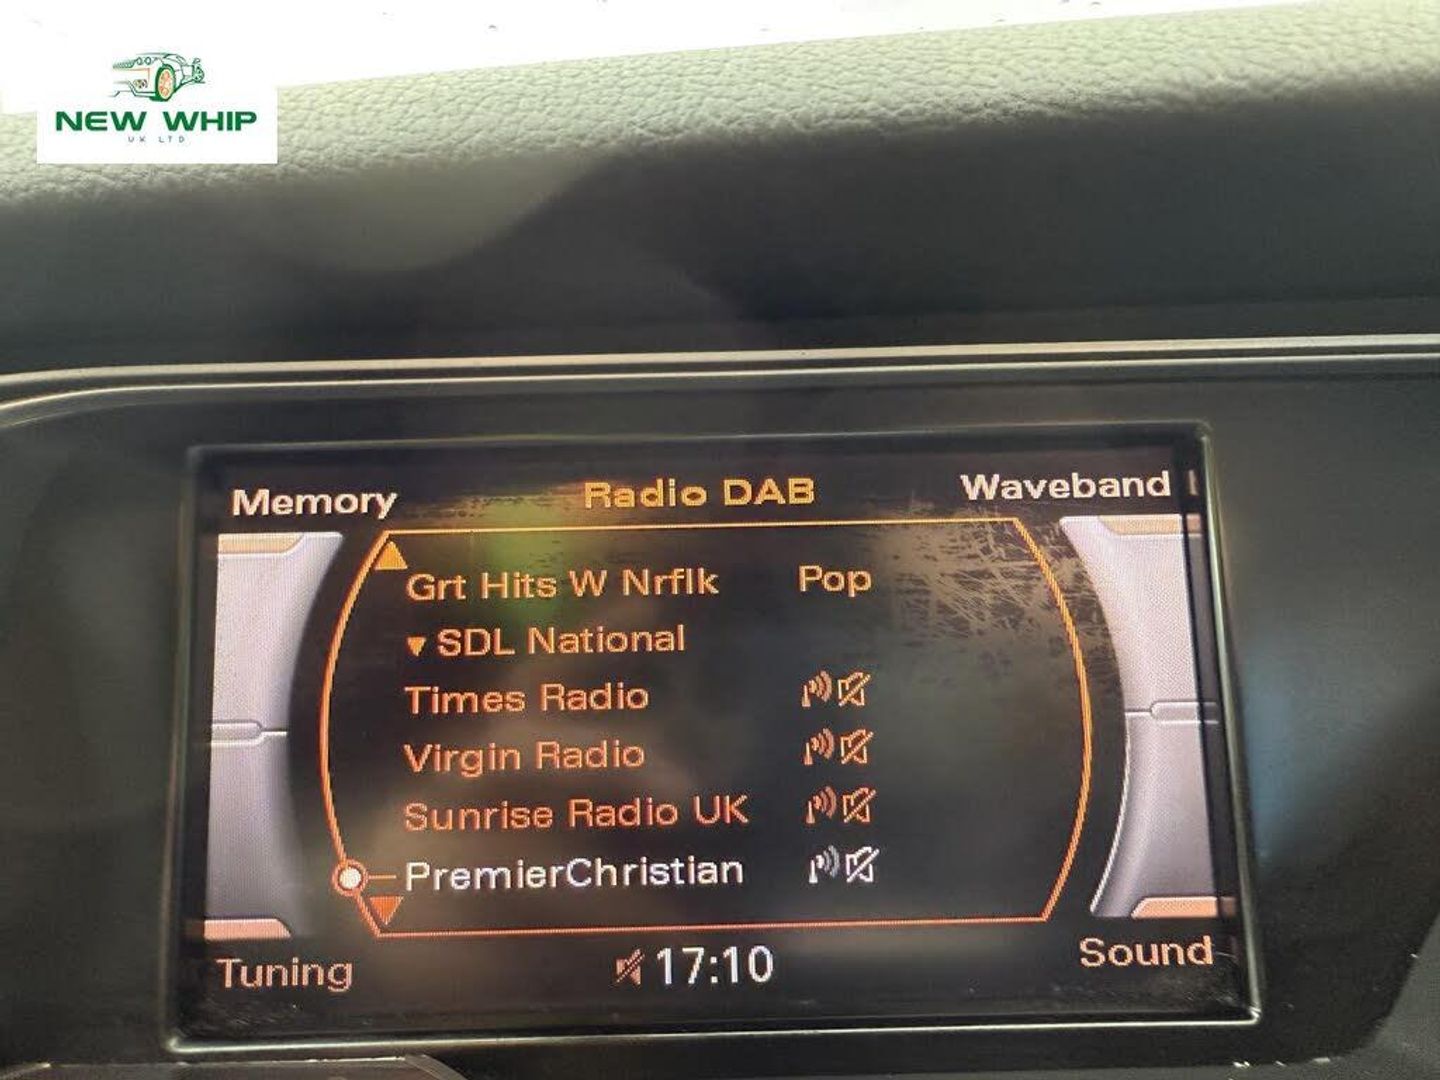 NEW WHIP
UK LTD
Memory
Radio DAB
Waveband
Grt Hits W Nrflk Pop
▼ SDL National
Times Radio
Virgin Radio
Sunrise Radio UK
PremierChristian
Tuning
17:10
Sound